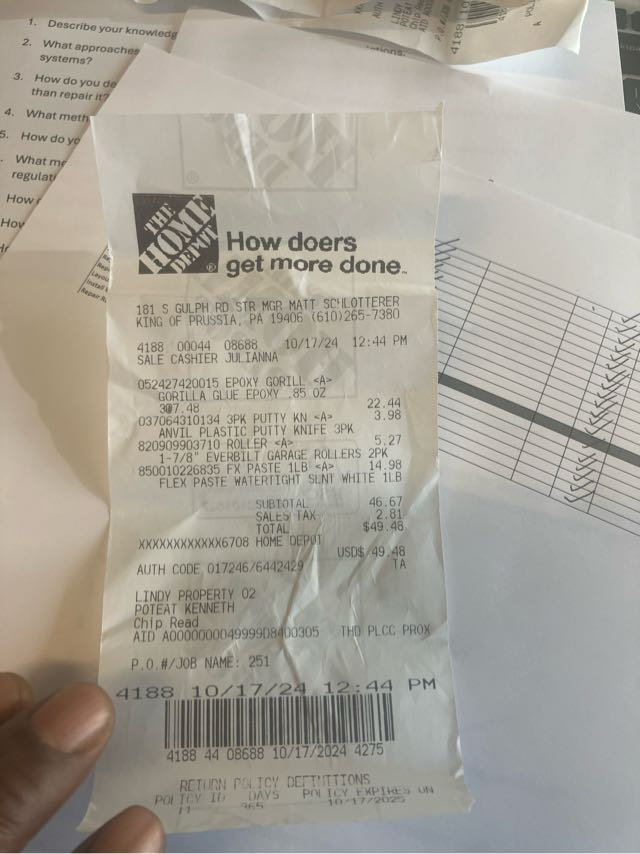 1. Describe your knowledg
2. What approaches
systems?
3. How do you de
than repair it?
4. What meth
5. How do yo
What me
regulat
How
How
4188
THE HOME DEPOT
How doers
get more done.
181 S GULPH RD STR MGR MATT SCHLOTTERER
KING OF PRUSSIA, PA 19406 (610)265-7380
4188 00044 08688 10/17/24 12:44 PM
SALE CASHIER JULIANNA
052427420015 EPOXY GORILL <A>
GORILLA GLUE EPOXY .85 OZ
3@7.48 22.44
037064310134 3PK PUTTY KN <A> 3.98
ANVIL PLASTIC PUTTY KNIFE 3PK
820909903710 ROLLER <A> 5.27
1-7/8" EVERBILT GARAGE ROLLERS 2PK
850010226835 FX PASTE 1LB <A> 14.98
FLEX PASTE WATERTIGHT SLNT WHITE 1LB
SUBTOTAL 46.67
SALES TAX 2.81
TOTAL $49.48
XXXXXXXXXXXX6708 HOME DEPOT
USD$ 49.48
AUTH CODE 017246/6442429 TA
LINDY PROPERTY 02
POTEAT KENNETH
Chip Read
AID A0000000049999D8400305 THD PLCC PROX
P.O.#/JOB NAME: 251
4188 10/17/24 12:44 PM
4188 44 08688 10/17/2024 4275
RETURN POLICY DEFINITIONS
POLICY ID DAYS POLICY EXPIRES ON
11 365 10/17/2025